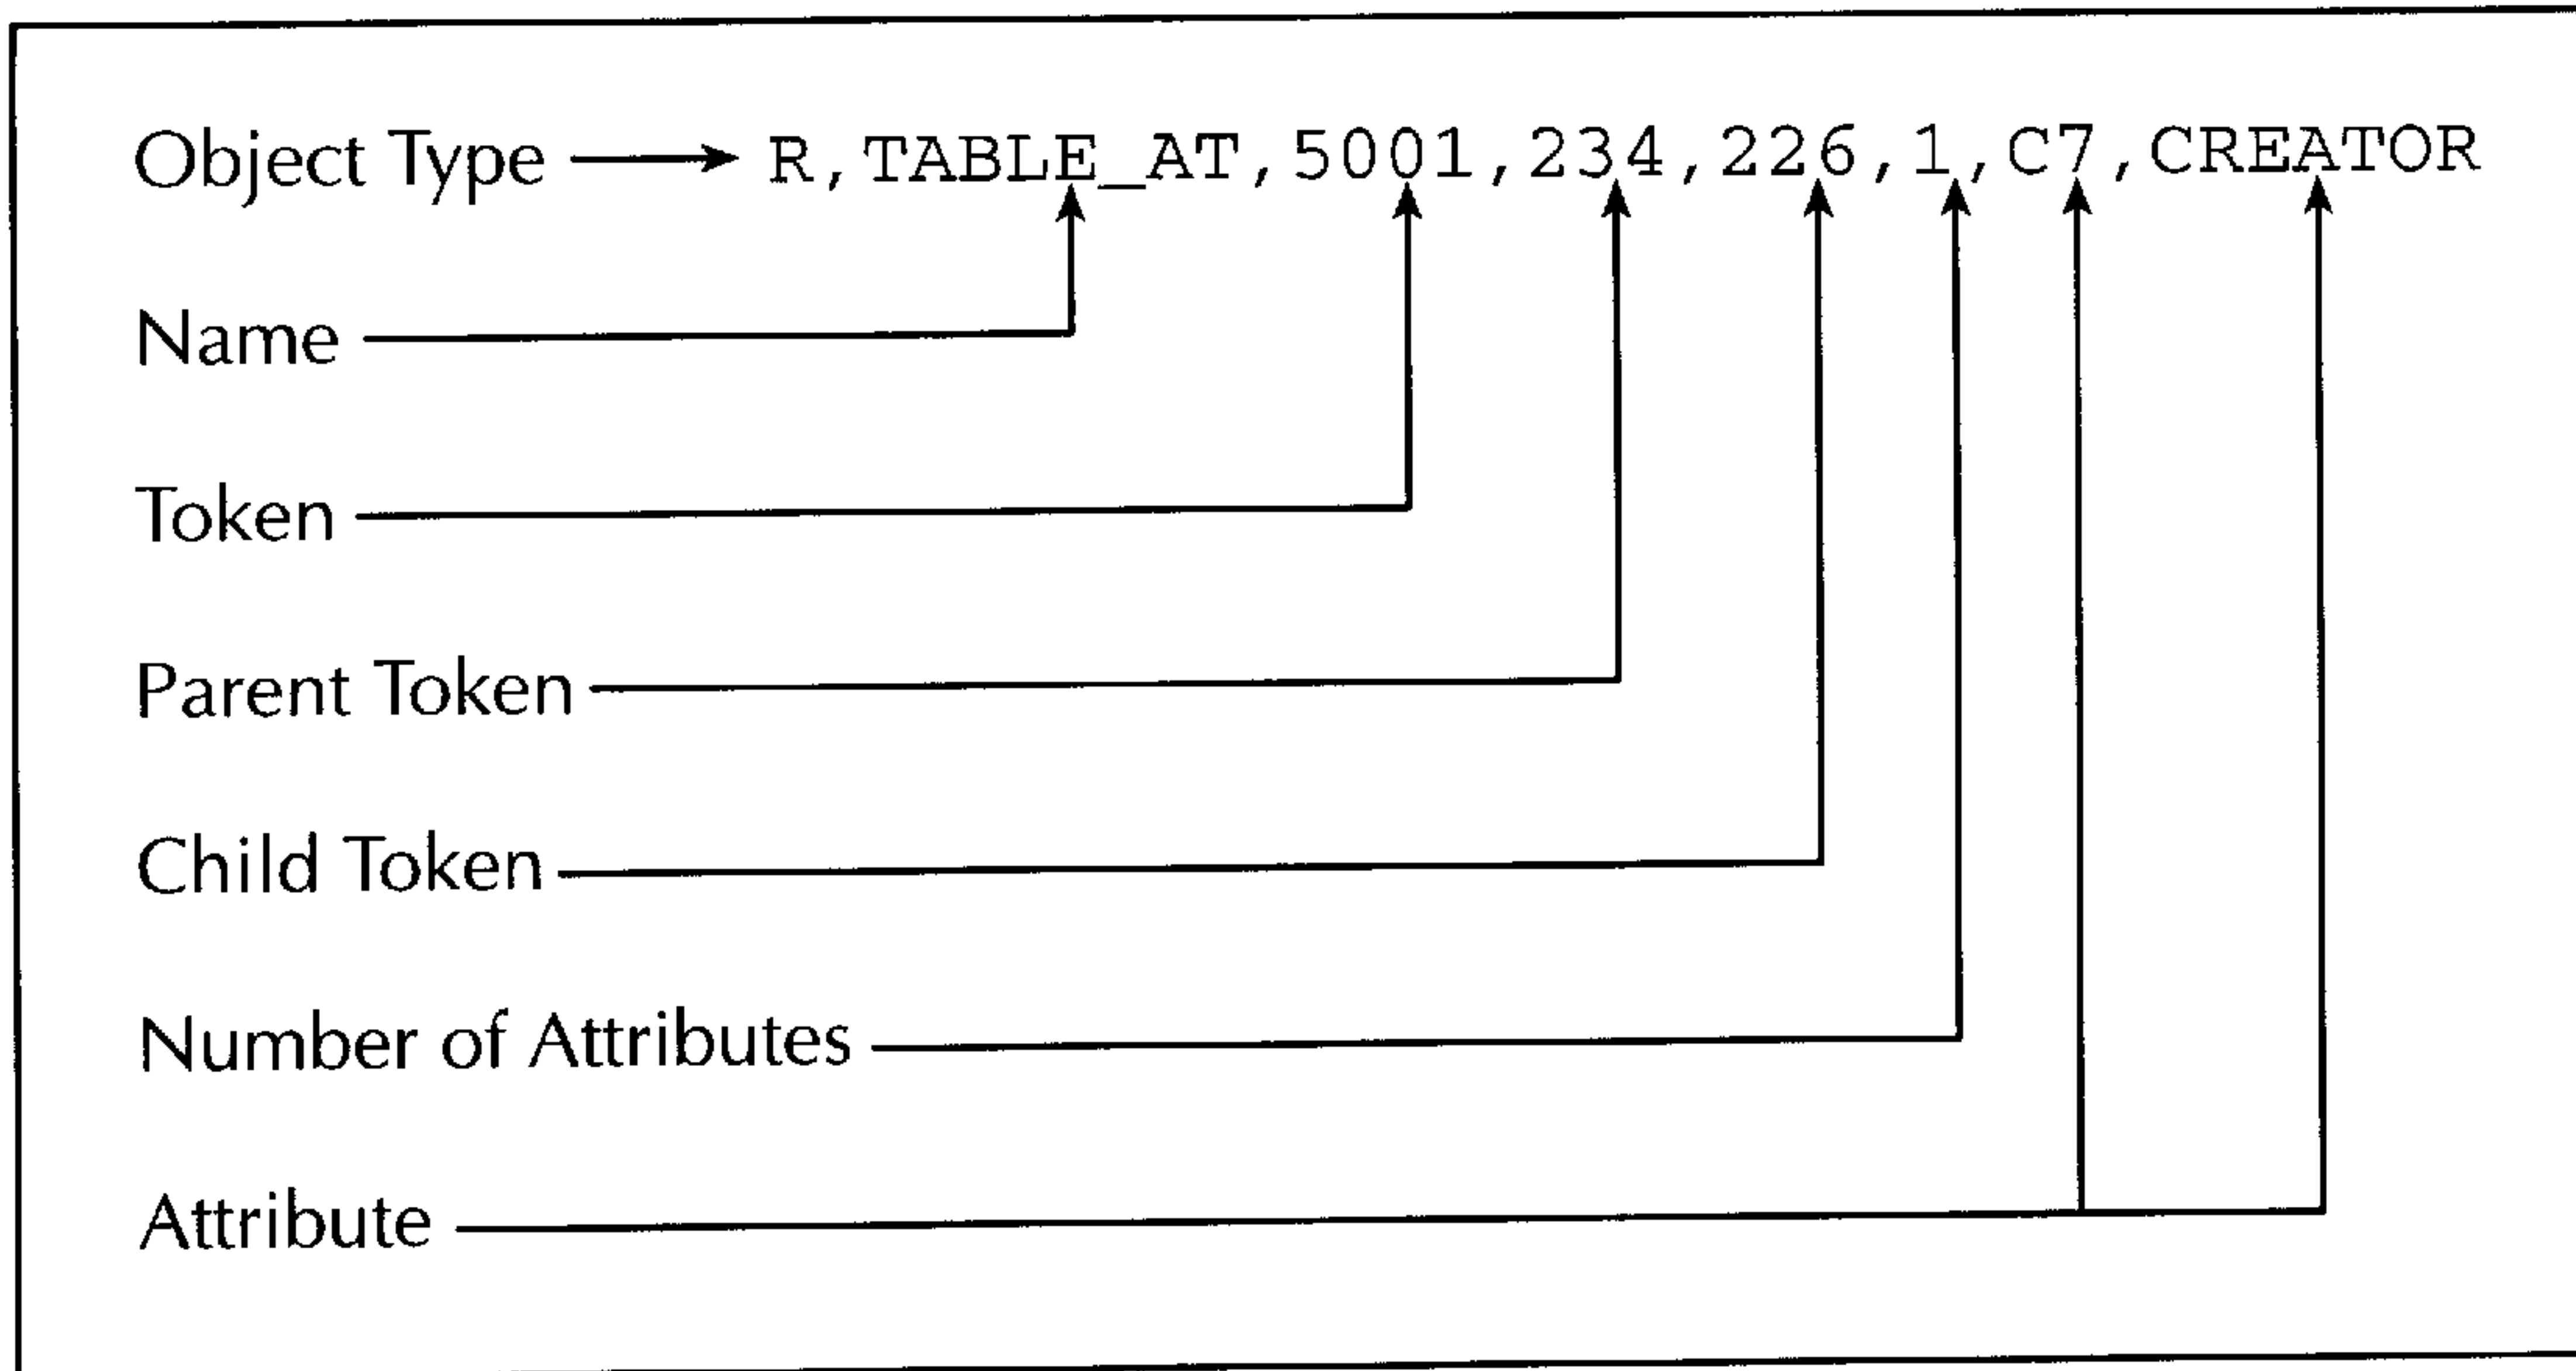 Object Type R,TABLE_AT,5001,234,226,1,C7,CREATOR
Name
Token
Parent Token
Child Token
Number of Attributes
Attribute